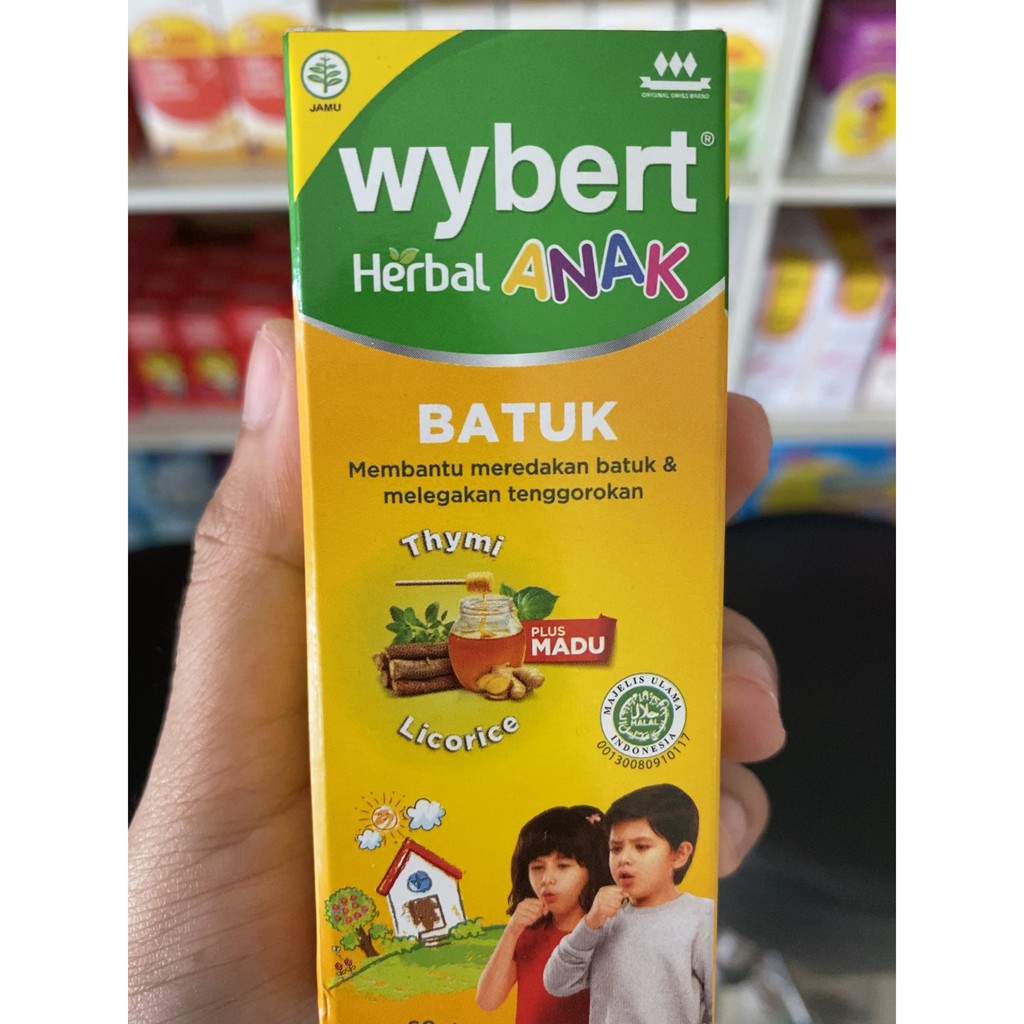 JAMU
ORIGINAL SWISS BRAND
wybert®
Herbal ANAK
BATUK
Membantu meredakan batuk &
melegakan tenggorokan
Thymi
PLUS
MADU
Licorice
MAJELIS ULAMA
حلال
HALAL
INDONESIA
00130080910117